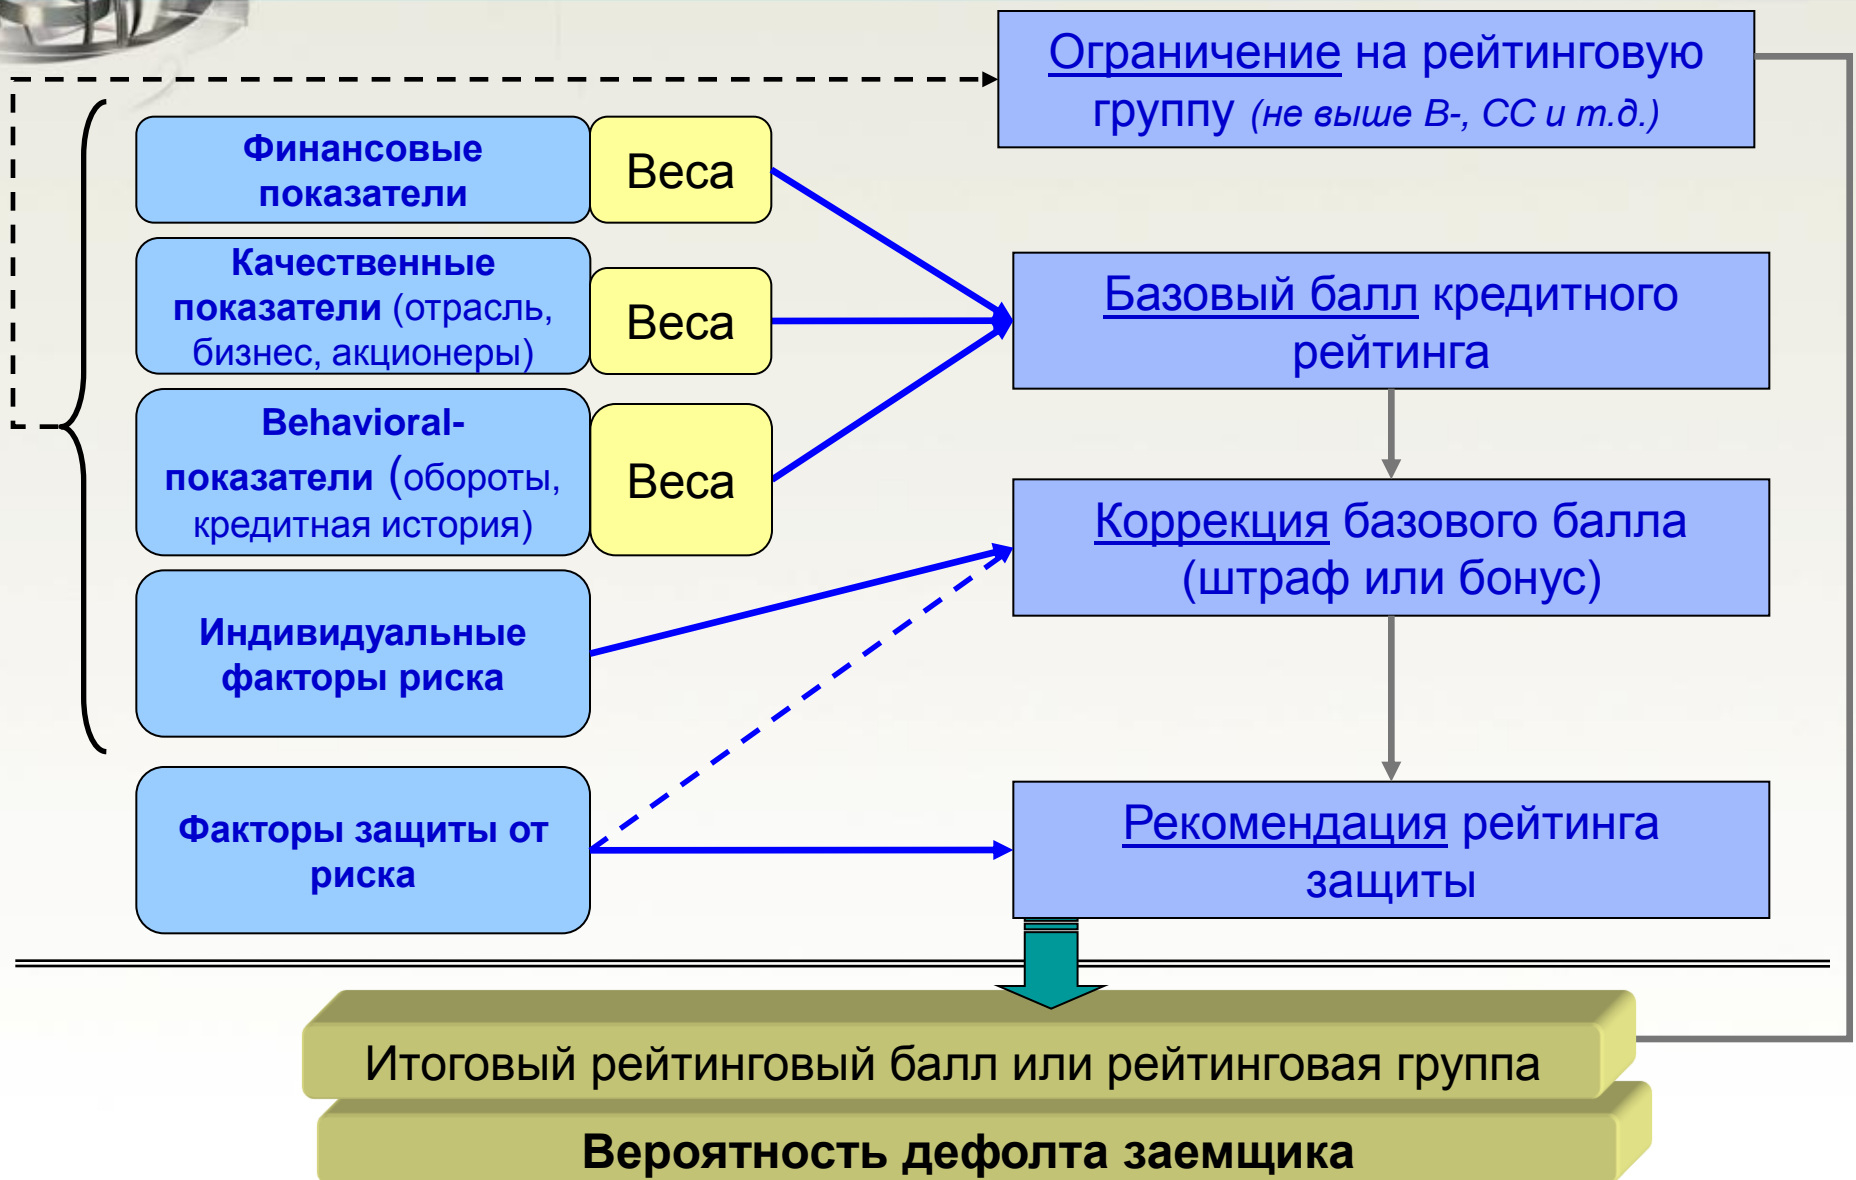 Ограничение на рейтинговую
группу (не выше B-, CC и т.д.)
Финансовые
показатели
Веса
Качественные
показатели (отрасль,
бизнес, акционеры)
Веса
Behavioral-
показатели (обороты,
кредитная история)
Веса
Индивидуальные
факторы риска
Факторы защиты от
риска
Базовый балл кредитного
рейтинга
Коррекция базового балла
(штраф или бонус)
Рекомендация рейтинга
защиты
Итоговый рейтинговый балл или рейтинговая группа
Вероятность дефолта заемщика